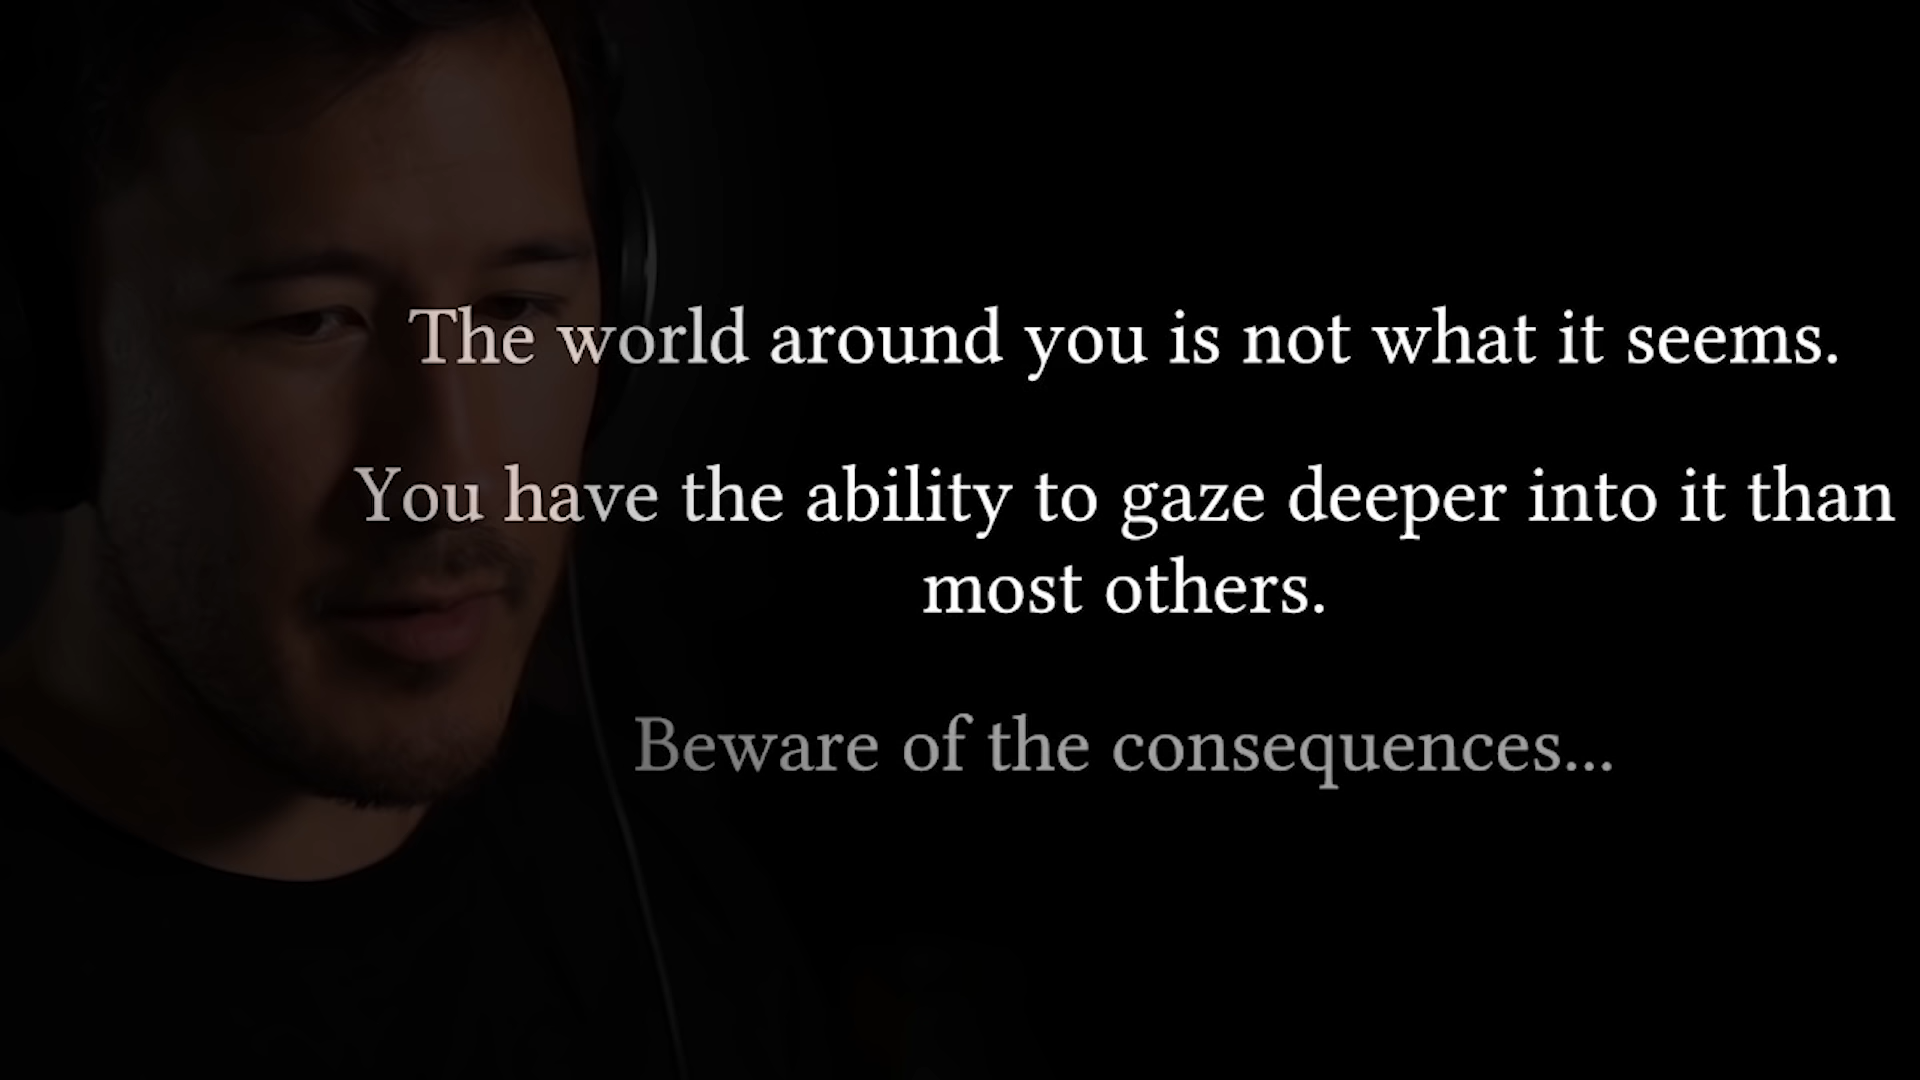 The world around you is not what it seems.
You have the ability to gaze deeper into it than
most others.
Beware of the consequences...